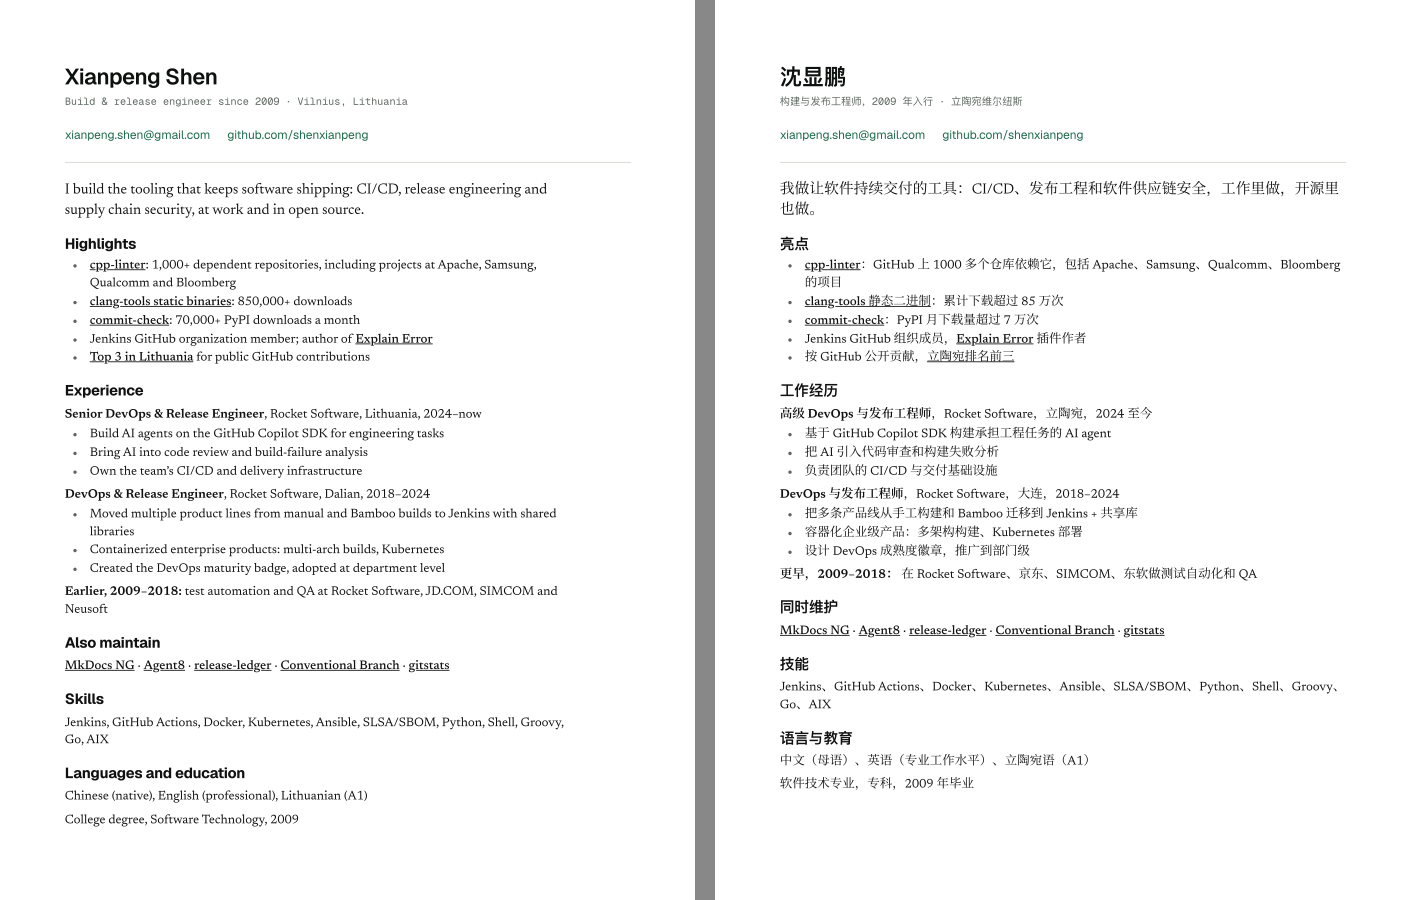 Xianpeng Shen
Build & release engineer since 2009 · Vilnius, Lithuania
xianpeng.shen@gmail.com github.com/shenxianpeng
I build the tooling that keeps software shipping: CI/CD, release engineering and
supply chain security, at work and in open source.
Highlights
• cpp-linter: 1,000+ dependent repositories, including projects at Apache, Samsung,
Qualcomm and Bloomberg
• clang-tools static binaries: 850,000+ downloads
• commit-check: 70,000+ PyPI downloads a month
• Jenkins GitHub organization member; author of Explain Error
• Top 3 in Lithuania for public GitHub contributions
Experience
Senior DevOps & Release Engineer, Rocket Software, Lithuania, 2024–now
• Build AI agents on the GitHub Copilot SDK for engineering tasks
• Bring AI into code review and build-failure analysis
• Own the team's CI/CD and delivery infrastructure
DevOps & Release Engineer, Rocket Software, Dalian, 2018–2024
• Moved multiple product lines from manual and Bamboo builds to Jenkins with shared
libraries
• Containerized enterprise products: multi-arch builds, Kubernetes
• Created the DevOps maturity badge, adopted at department level
Earlier, 2009–2018: test automation and QA at Rocket Software, JD.COM, SIMCOM and
Neusoft
Also maintain
MkDocs NG · Agent8 · release-ledger · Conventional Branch · gitstats
Skills
Jenkins, GitHub Actions, Docker, Kubernetes, Ansible, SLSA/SBOM, Python, Shell, Groovy,
Go, AIX
Languages and education
Chinese (native), English (professional), Lithuanian (A1)
College degree, Software Technology, 2009
沈显鹏
构建与发布工程师，2009 年入行 · 立陶宛维尔纽斯
xianpeng.shen@gmail.com github.com/shenxianpeng
我做让软件持续交付的工具：CI/CD、发布工程和软件供应链安全，工作里做，开源里
也做。
亮点
• cpp-linter：GitHub 上 1000 多个仓库依赖它，包括 Apache、Samsung、Qualcomm、Bloomberg
的项目
• clang-tools 静态二进制：累计下载超过 85 万次
• commit-check：PyPI 月下载量超过 7 万次
• Jenkins GitHub 组织成员，Explain Error 插件作者
• 按 GitHub 公开贡献，立陶宛排名前三
工作经历
高级 DevOps 与发布工程师，Rocket Software，立陶宛，2024 至今
• 基于 GitHub Copilot SDK 构建承担工程任务的 AI agent
• 把 AI 引入代码审查和构建失败分析
• 负责团队的 CI/CD 与交付基础设施
DevOps 与发布工程师，Rocket Software，大连，2018–2024
• 把多条产品线从手工构建和 Bamboo 迁移到 Jenkins + 共享库
• 容器化企业级产品：多架构构建、Kubernetes 部署
• 设计 DevOps 成熟度徽章，推广到部门级
更早，2009–2018： 在 Rocket Software、京东、SIMCOM、东软做测试自动化和 QA
同时维护
MkDocs NG · Agent8 · release-ledger · Conventional Branch · gitstats
技能
Jenkins、GitHub Actions、Docker、Kubernetes、Ansible、SLSA/SBOM、Python、Shell、Groovy、
Go、AIX
语言与教育
中文（母语）、英语（专业工作水平）、立陶宛语（A1）
软件技术专业，专科，2009 年毕业